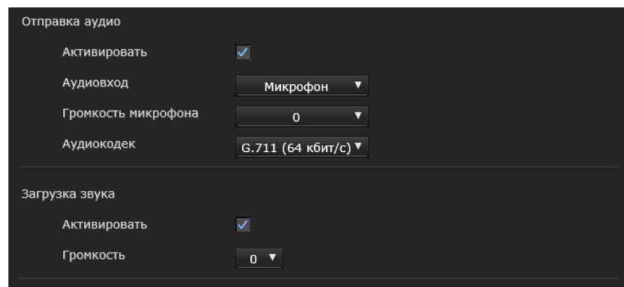 Отправка аудио
Активировать
Аудиовход Микрофон
Громкость микрофона 0
Аудиокодек G.711 (64 кбит/с)
Загрузка звука
Активировать
Громкость 0